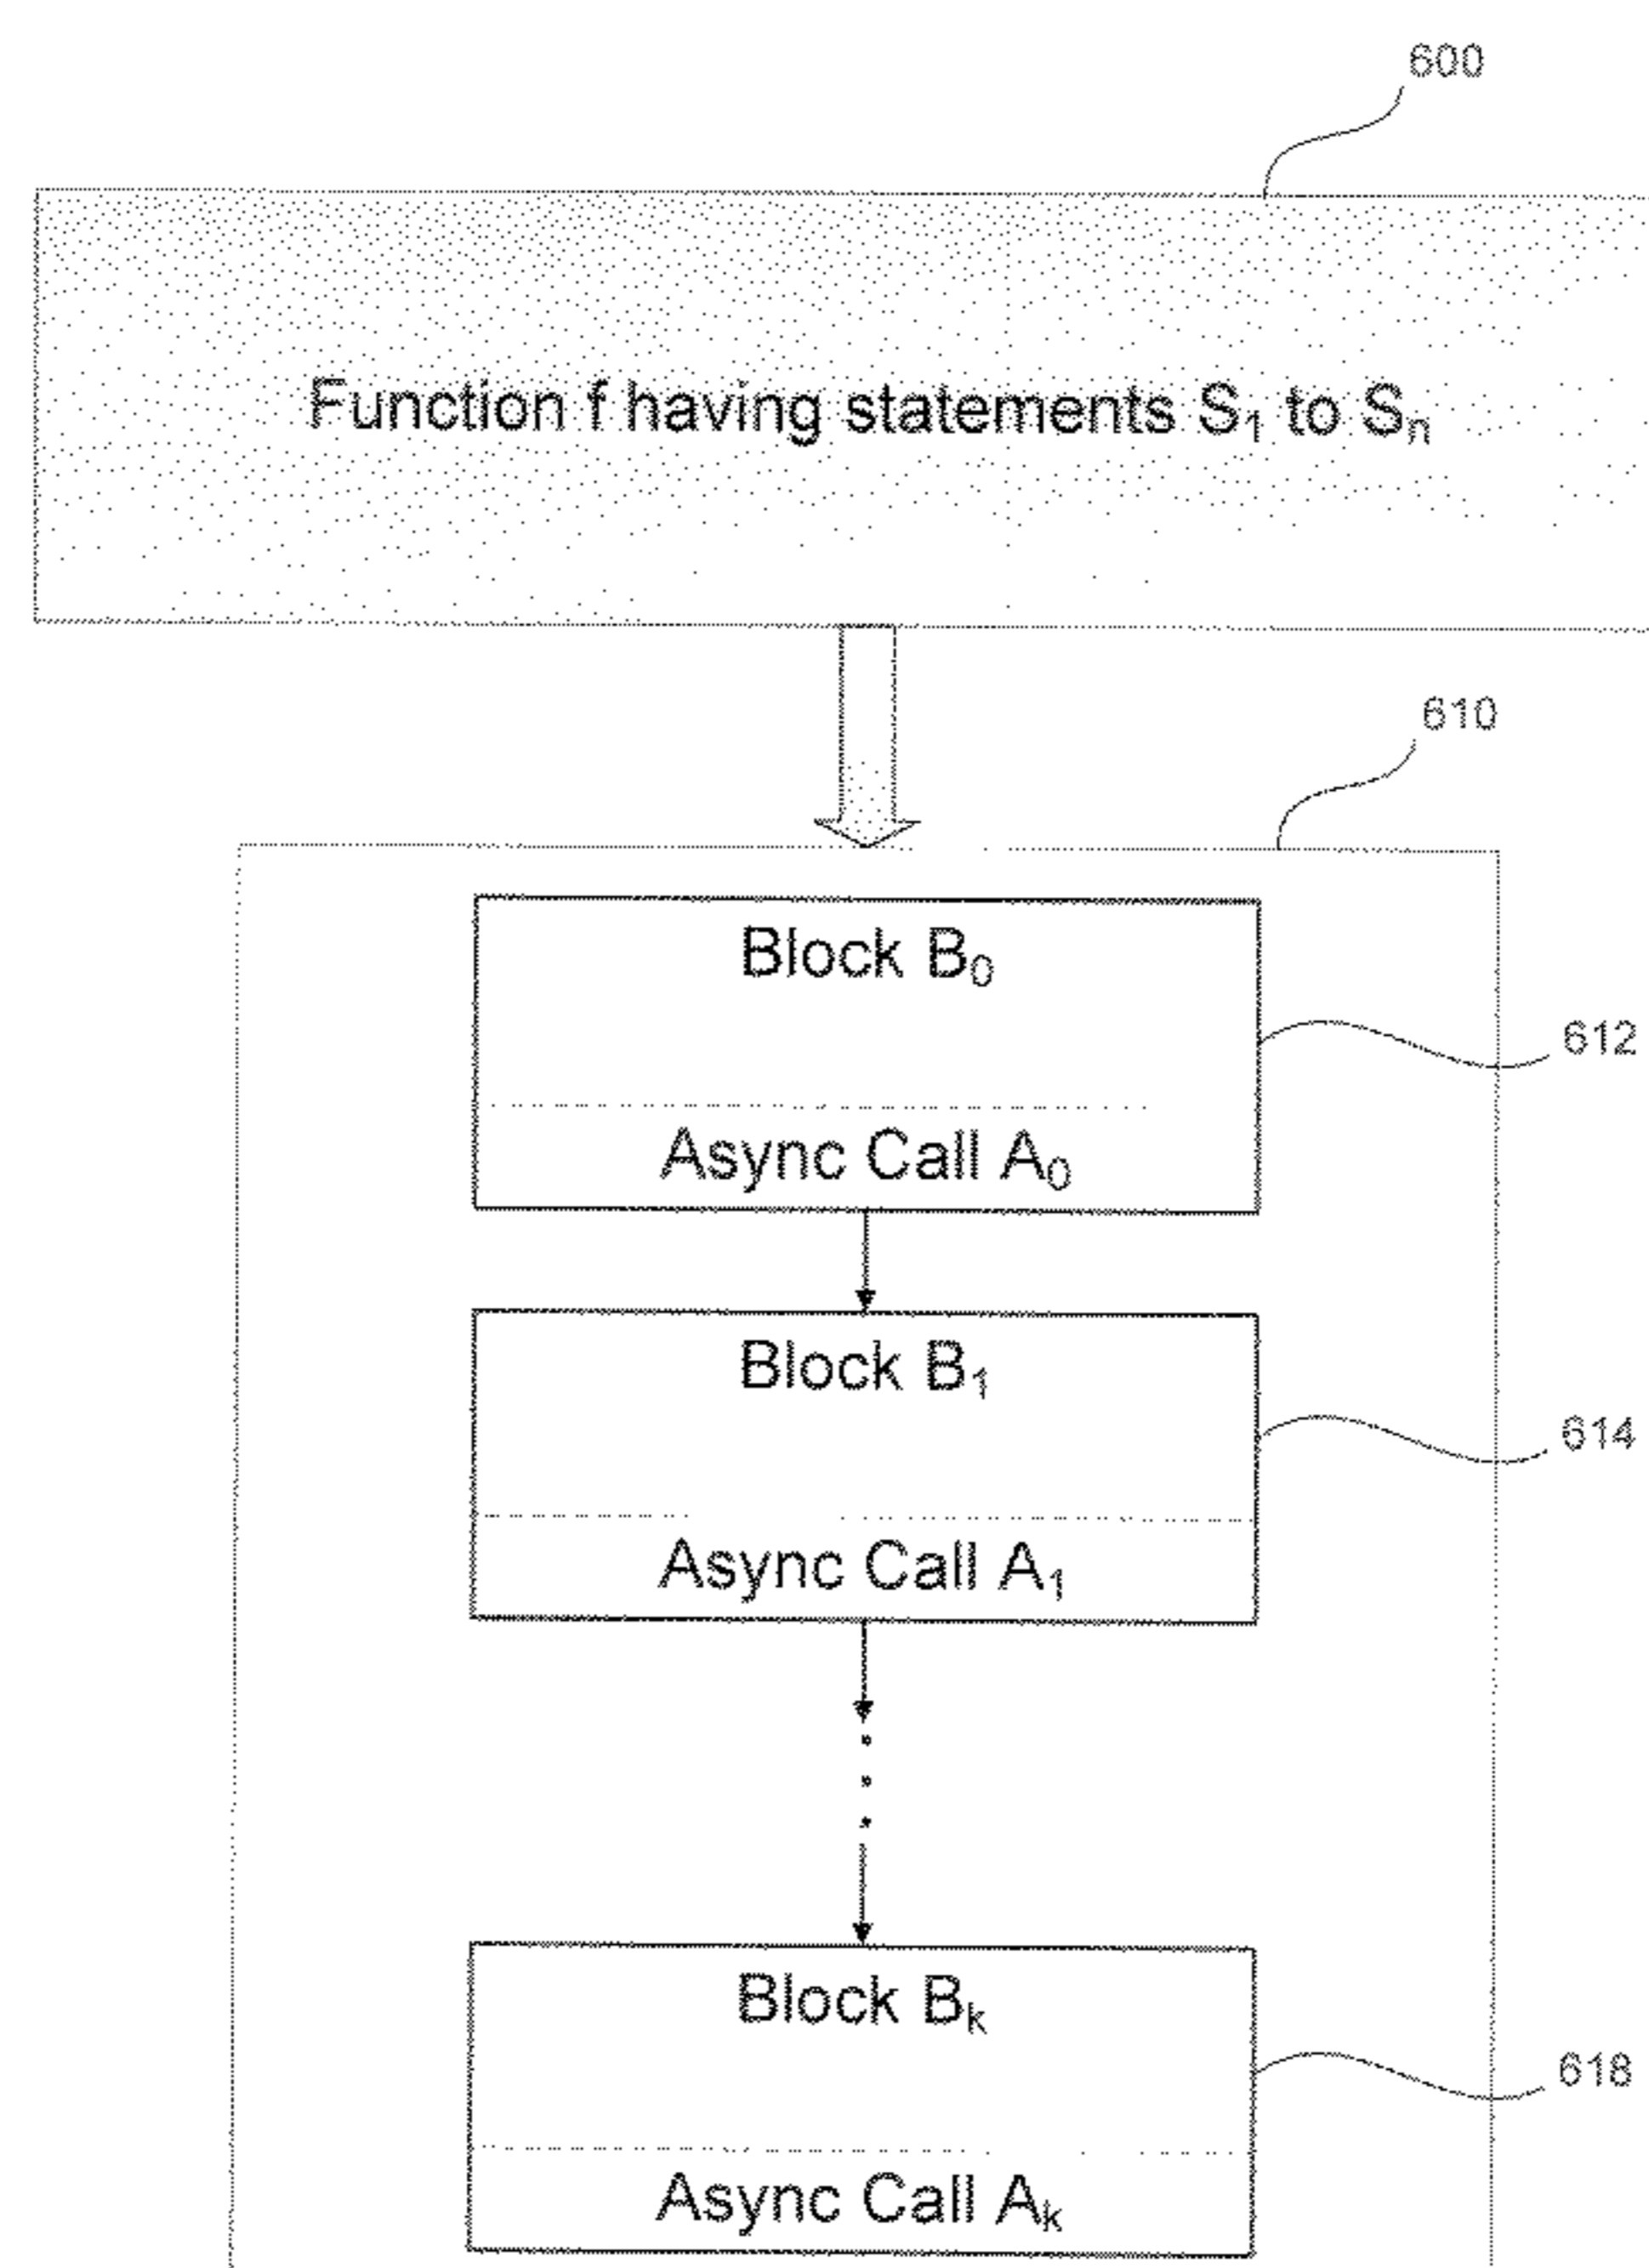 600
Function f having statements S₁ to Sₙ
610
Block B₀
612
Async Call A₀
Block B₁
614
Async Call A₁
Block Bₖ
618
Async Call Aₖ